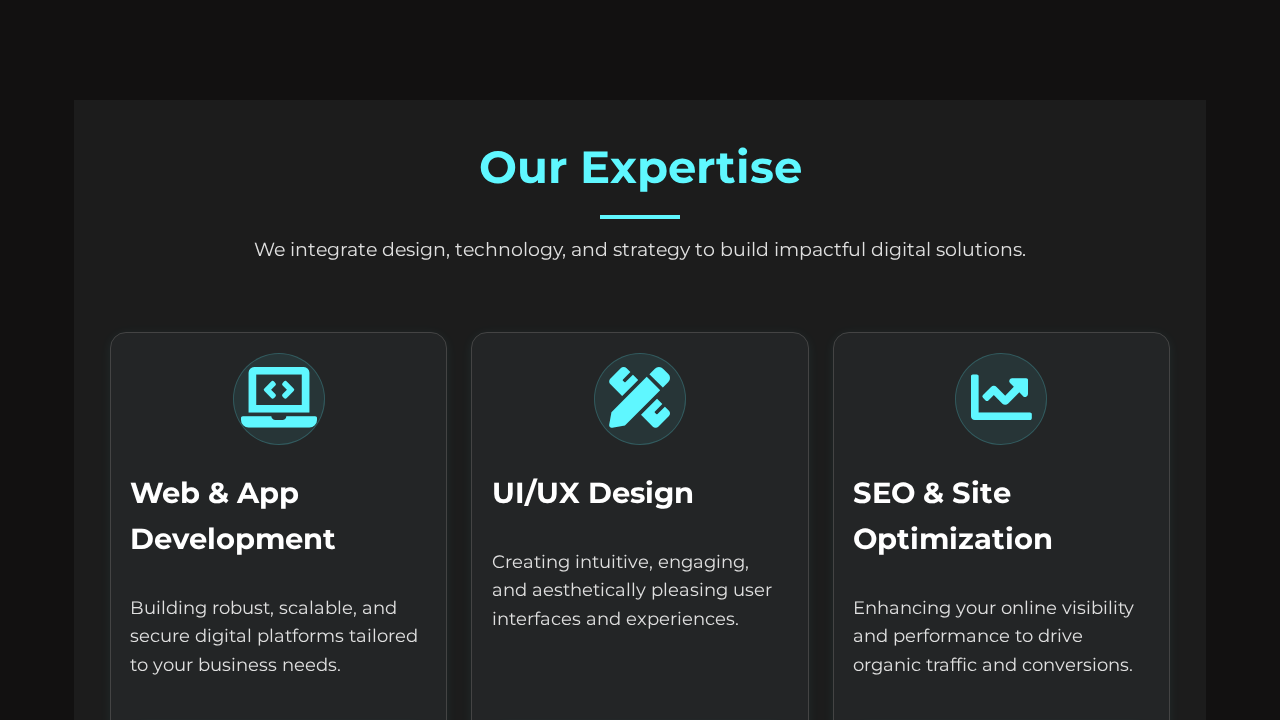 Our Expertise
We integrate design, technology, and strategy to build impactful digital solutions.
Web & App
Development
Building robust, scalable, and
secure digital platforms tailored
to your business needs.
UI/UX Design
Creating intuitive, engaging,
and aesthetically pleasing user
interfaces and experiences.
SEO & Site
Optimization
Enhancing your online visibility
and performance to drive
organic traffic and conversions.